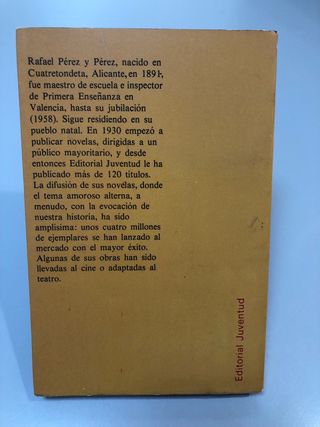 Rafael Pérez y Pérez, nacido en
Cuatretondeta, Alicante, en 1891,
fue maestro de escuela e inspector
de Primera Enseñanza en
Valencia, hasta su jubilación
(1958). Sigue residiendo en su
pueblo natal. En 1930 empezó a
publicar novelas, dirigidas a un
público mayoritario, y desde
entonces Editorial Juventud le ha
publicado más de 120 títulos.
La difusión de sus novelas, donde
el tema amoroso alterna, a
menudo, con la evocación de
nuestra historia, ha sido
amplísima: unos cuatro millones
de ejemplares se han lanzado al
mercado con el mayor éxito.
Algunas de sus obras han sido
llevadas al cine o adaptadas al
teatro.
Editorial Juventud